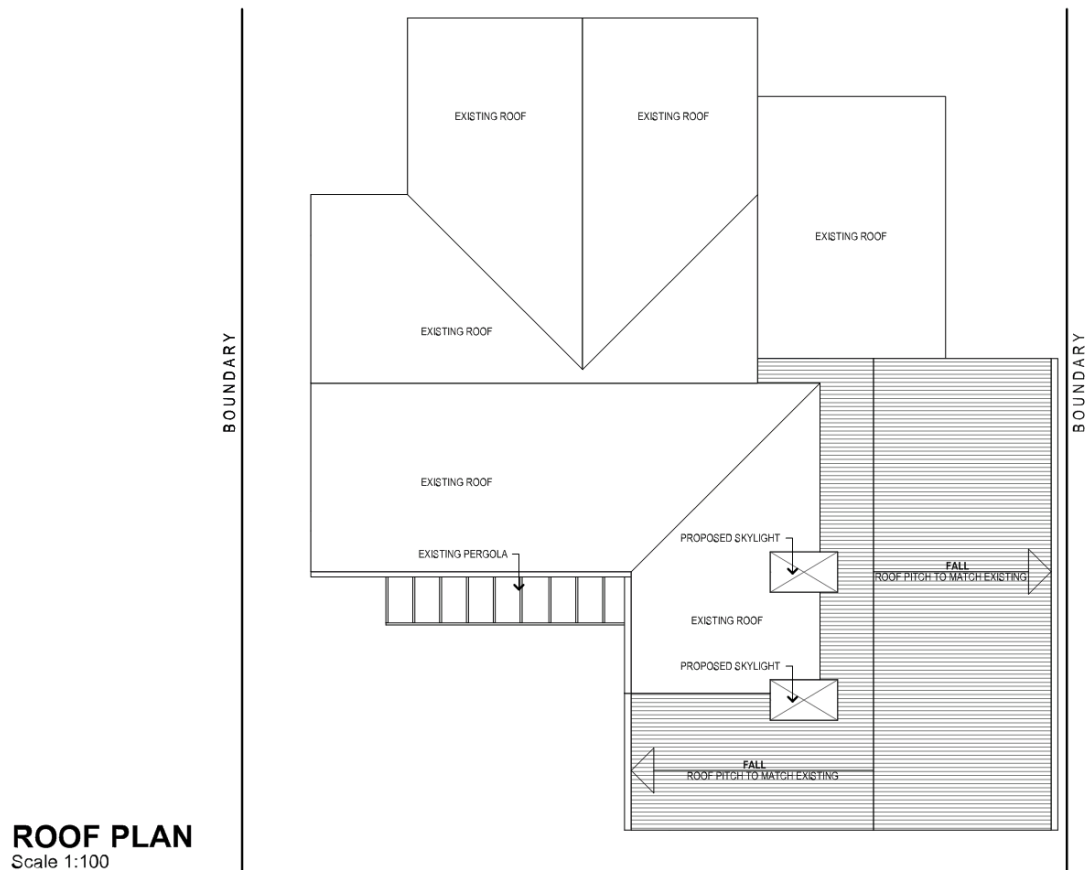 EXISTING ROOF
EXISTING ROOF
EXISTING ROOF
EXISTING ROOF
BOUNDARY
BOUNDARY
EXISTING ROOF
PROPOSED SKYLIGHT
EXISTING PERGOLA
FALL
ROOF PITCH TO MATCH EXISTING
EXISTING ROOF
PROPOSED SKYLIGHT
FALL
ROOF PITCH TO MATCH EXISTING
ROOF PLAN
Scale 1:100